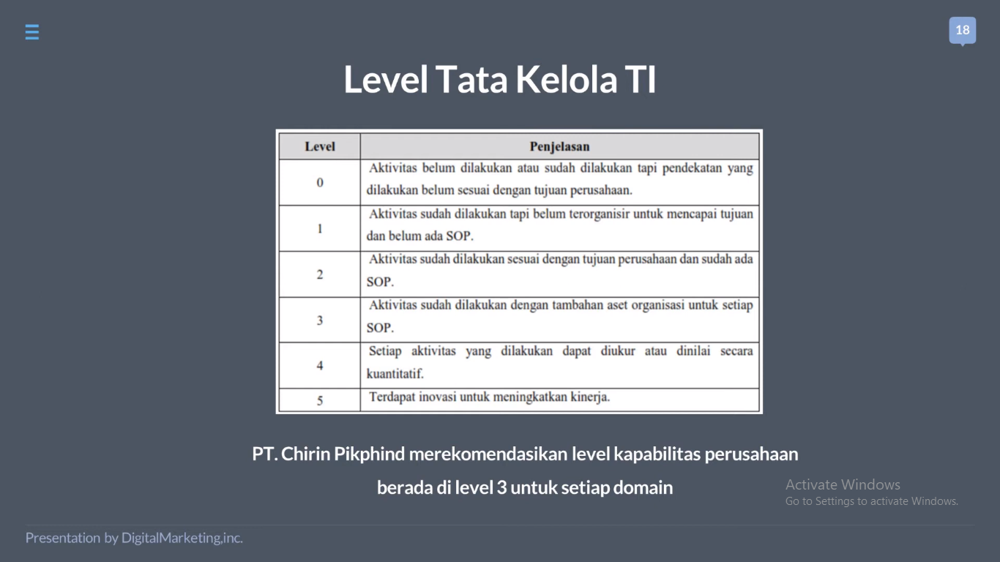 18
Level Tata Kelola TI
Level Penjelasan
0
Aktivitas belum dilakukan atau sudah dilakukan tapi pendekatan yang
dilakukan belum sesuai dengan tujuan perusahaan.
1
Aktivitas sudah dilakukan tapi belum terorganisir untuk mencapai tujuan
dan belum ada SOP.
2
Aktivitas sudah dilakukan sesuai dengan tujuan perusahaan dan sudah ada
SOP.
3
Aktivitas sudah dilakukan dengan tambahan aset organisasi untuk setiap
SOP.
4
Setiap aktivitas yang dilakukan dapat diukur atau dinilai secara
kuantitatif.
5
Terdapat inovasi untuk meningkatkan kinerja.
PT. Chirin Pikphind merekomendasikan level kapabilitas perusahaan
berada di level 3 untuk setiap domain
Activate Windows
Go to Settings to activate Windows.
Presentation by DigitalMarketing,inc.